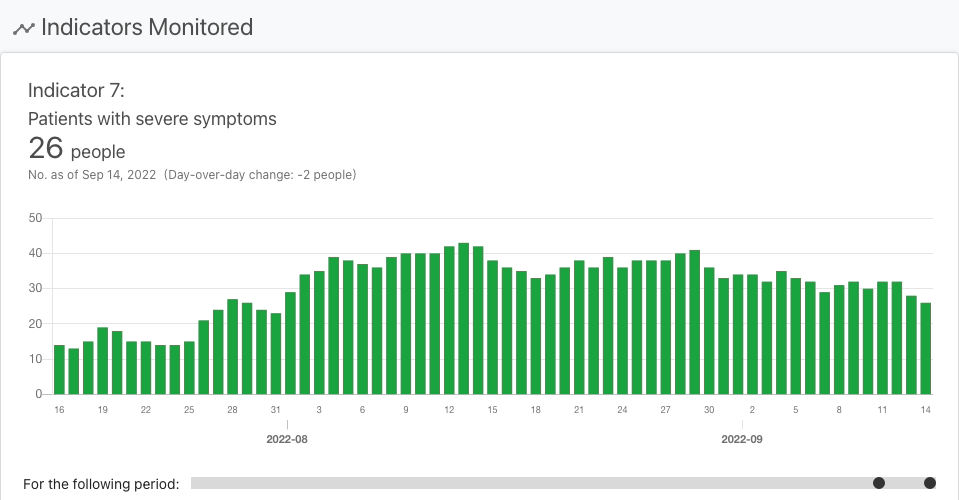 Indicators Monitored
Indicator 7:
Patients with severe symptoms
26 people
No. as of Sep 14, 2022 (Day-over-day change: -2 people)
50
40
30
20
10
0
16 19 22 25 28 31 3 6 9 12 15 18 21 24 27 30 2 5 8 11 14
2022-08 2022-09
For the following period: